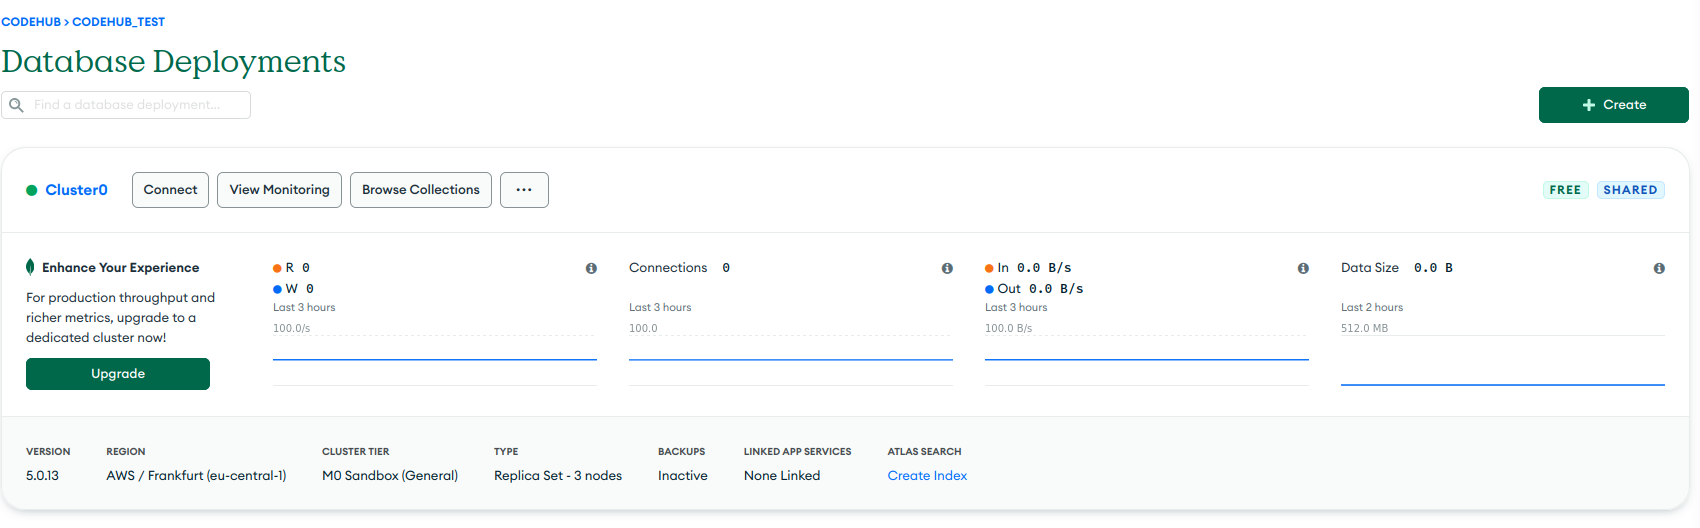 CODEHUB > CODEHUB_TEST
Database Deployments
Find a database deployment...
+ Create
Cluster0 Connect View Monitoring Browse Collections ... FREE SHARED
Enhance Your Experience
For production throughput and
richer metrics, upgrade to a
dedicated cluster now!
Upgrade
R 0
W 0
Last 3 hours
100.0/s
Connections 0
Last 3 hours
100.0
In 0.0 B/s
Out 0.0 B/s
Last 3 hours
100.0 B/s
Data Size 0.0 B
Last 2 hours
512.0 MB
VERSION
5.0.13
REGION
AWS / Frankfurt (eu-central-1)
CLUSTER TIER
M0 Sandbox (General)
TYPE
Replica Set - 3 nodes
BACKUPS
Inactive
LINKED APP SERVICES
None Linked
ATLAS SEARCH
Create Index